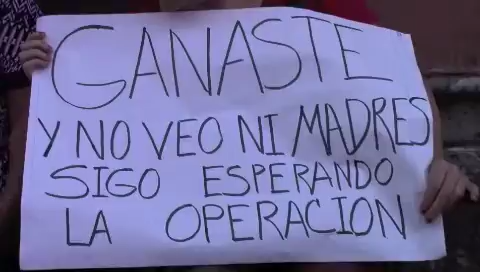 GANASTE
Y NO VEO NI MADRES
SIGO ESPERANDO
LA OPERACION